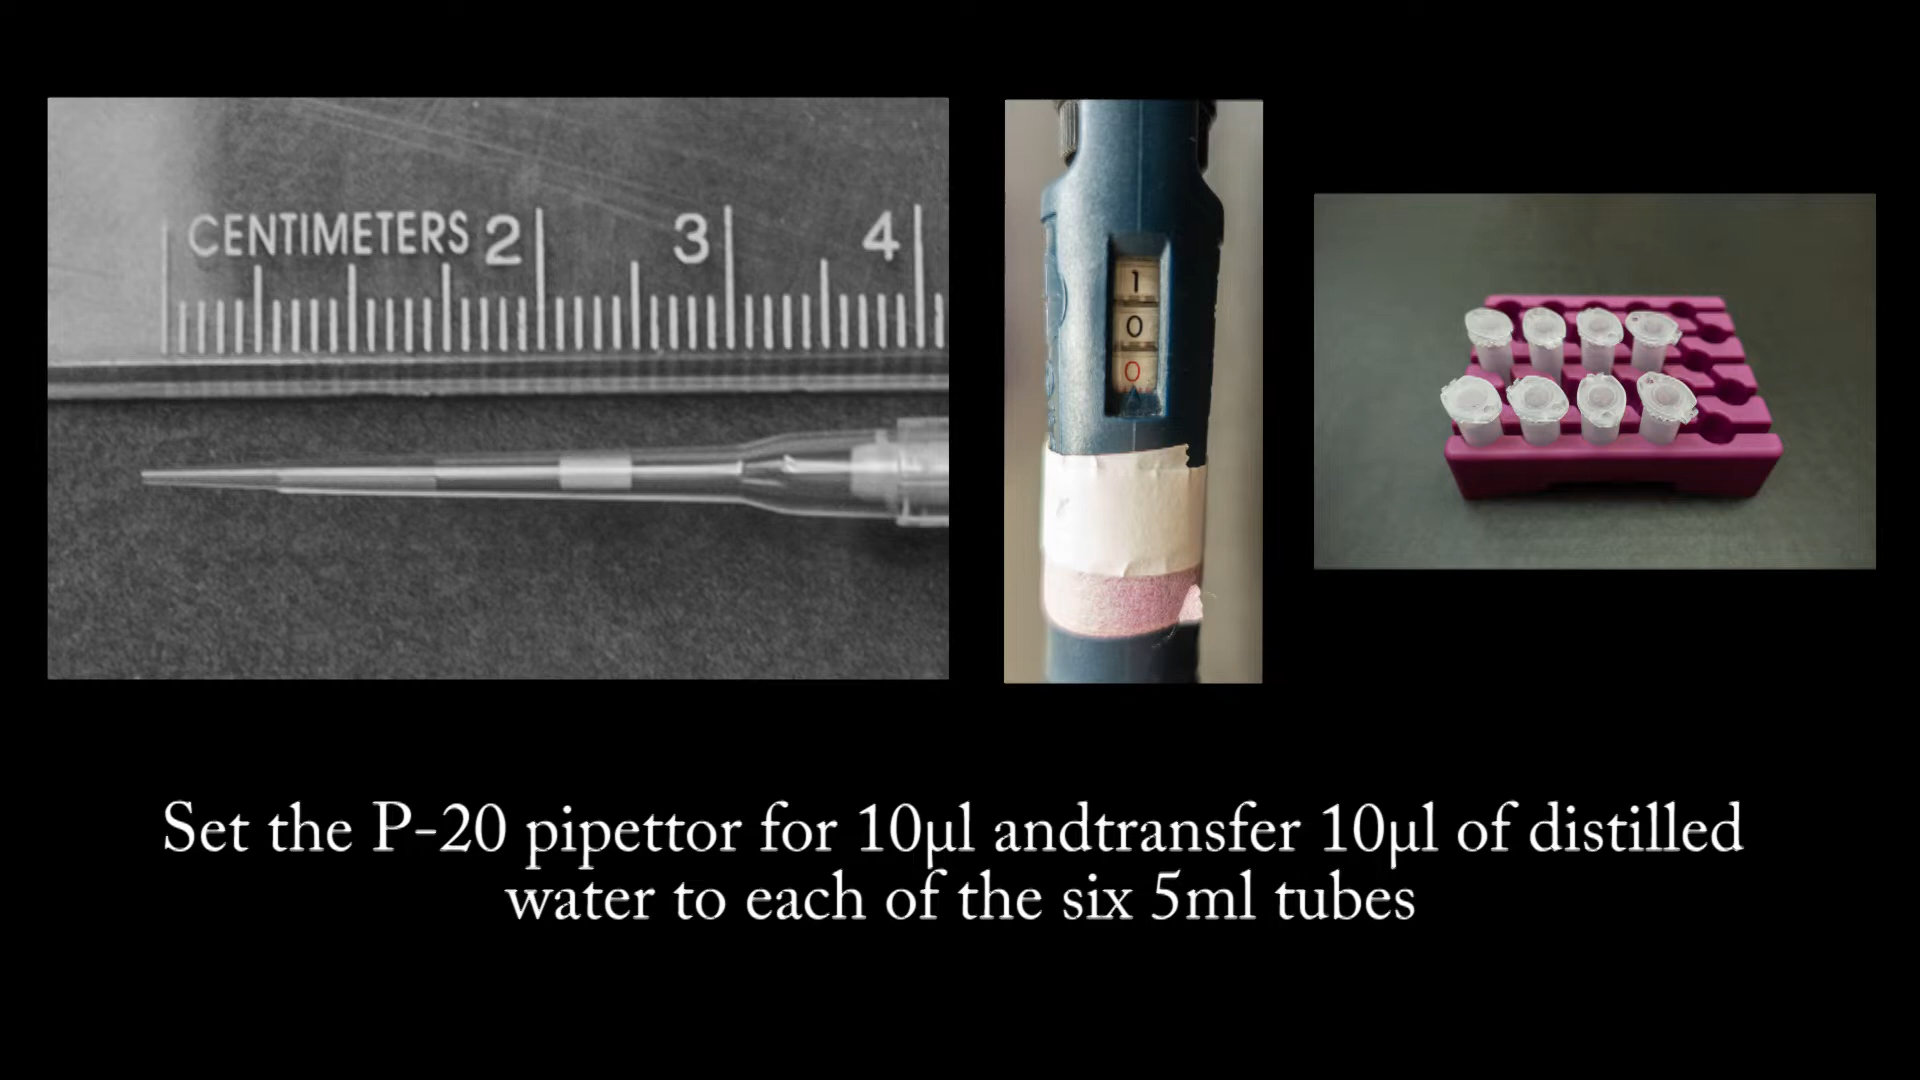 CENTIMETERS 2 3 4
1
0
0
Set the P-20 pipettor for 10µl andtransfer 10µl of distilled
water to each of the six 5ml tubes